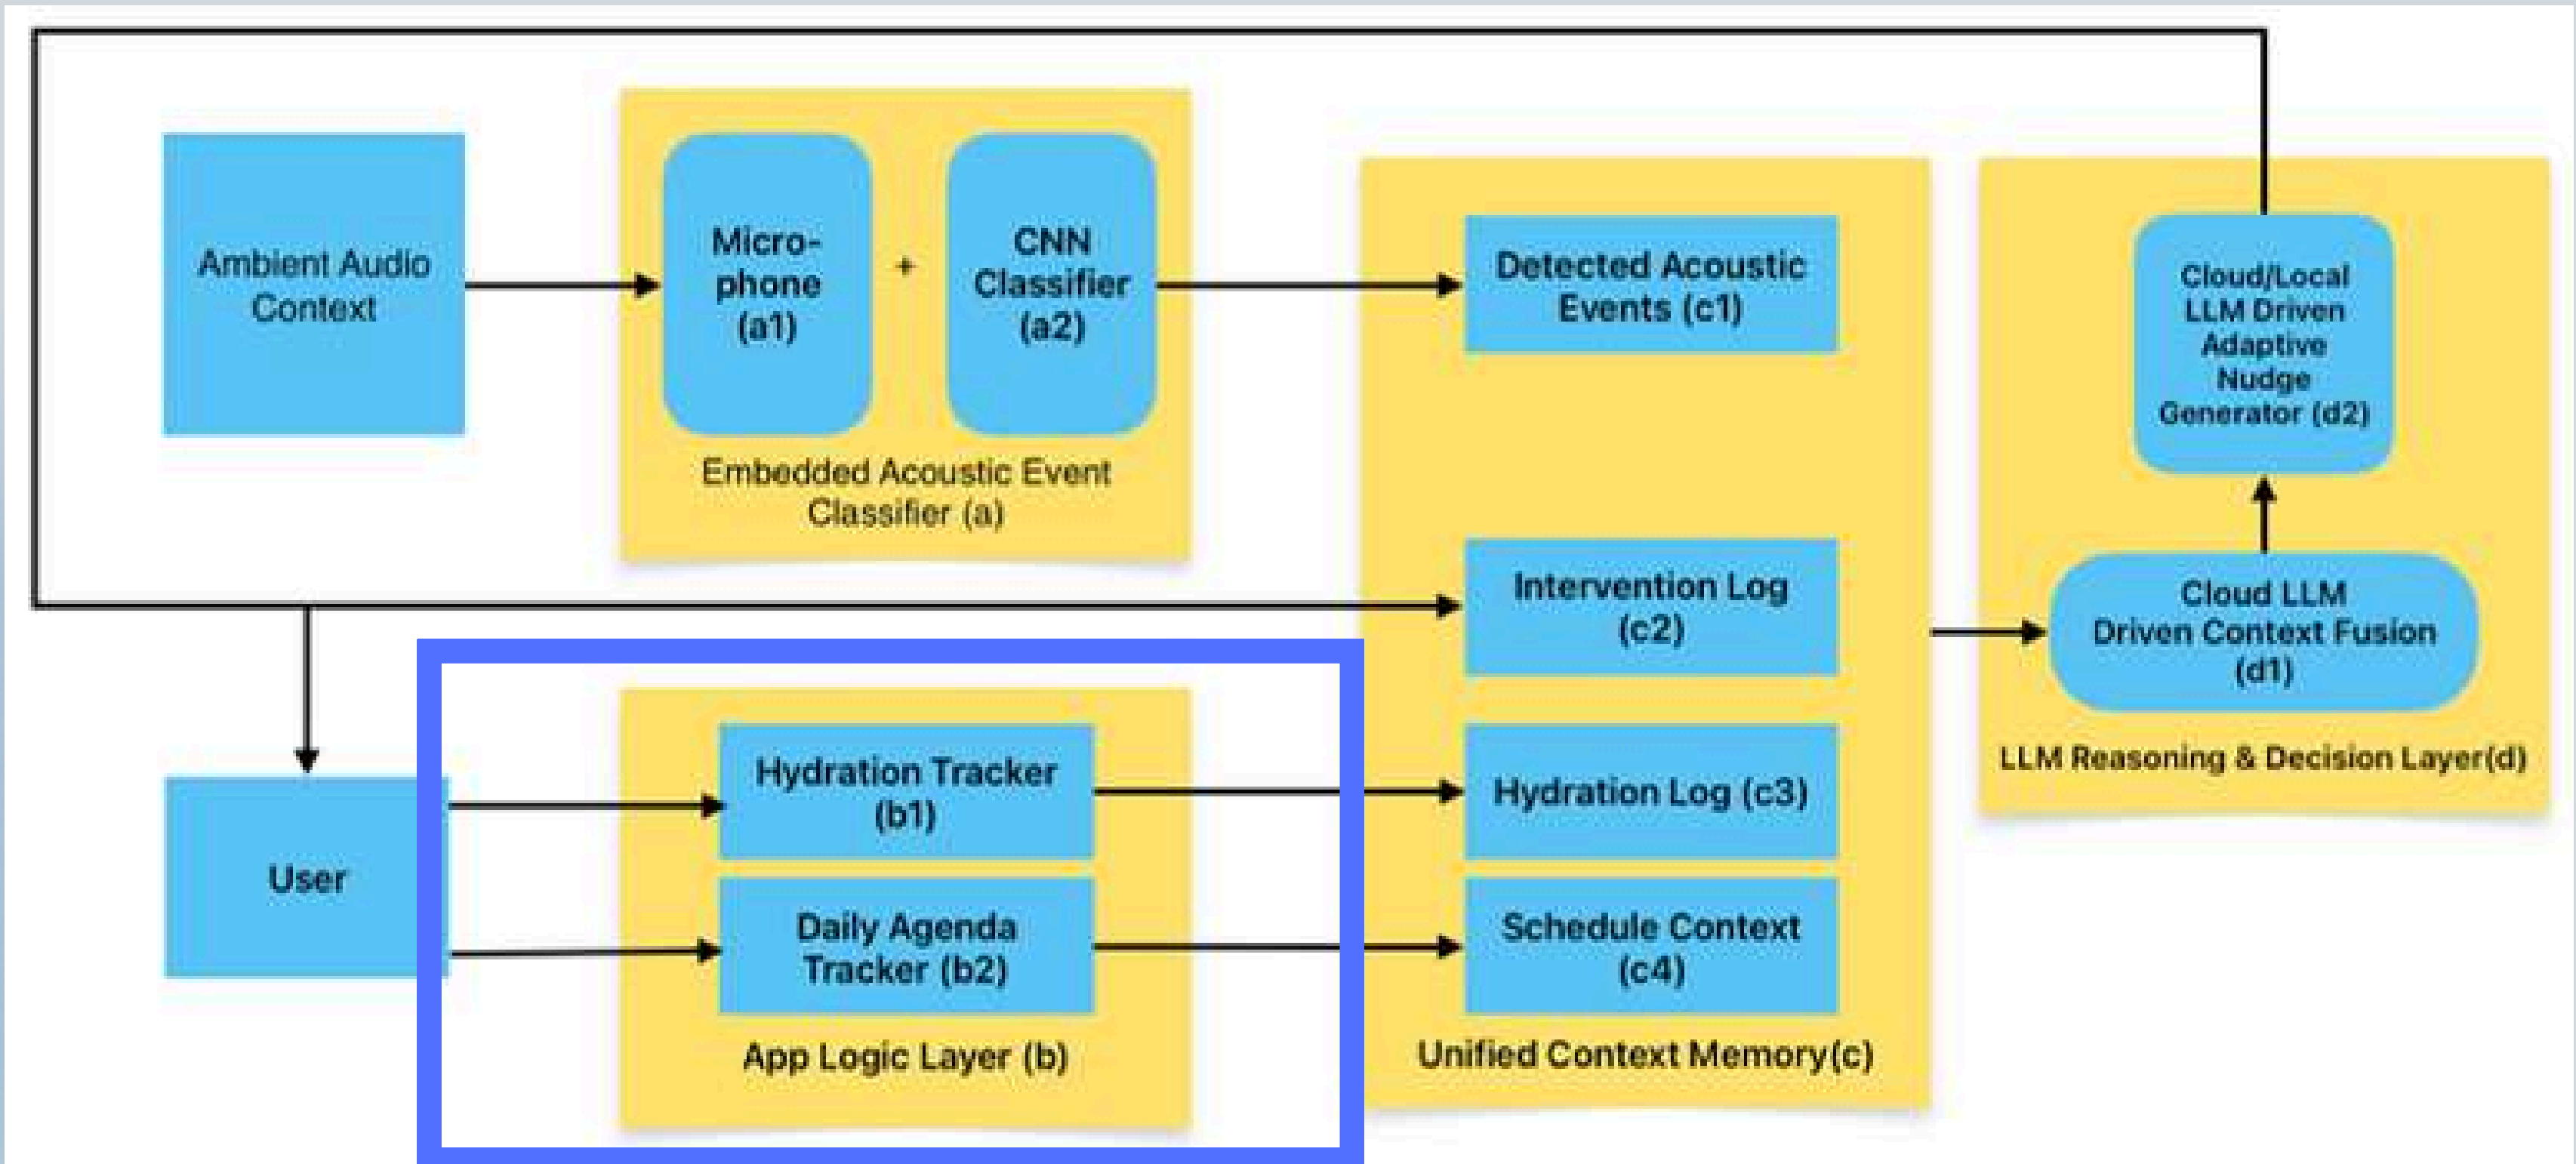 Ambient Audio
Context
Micro-
phone
(a1)
+
CNN
Classifier
(a2)
Embedded Acoustic Event
Classifier (a)
Detected Acoustic
Events (c1)
Intervention Log
(c2)
Hydration Log (c3)
Schedule Context
(c4)
Unified Context Memory(c)
Cloud/Local
LLM Driven
Adaptive
Nudge
Generator (d2)
Cloud LLM
Driven Context Fusion
(d1)
LLM Reasoning & Decision Layer(d)
User
Hydration Tracker
(b1)
Daily Agenda
Tracker (b2)
App Logic Layer (b)